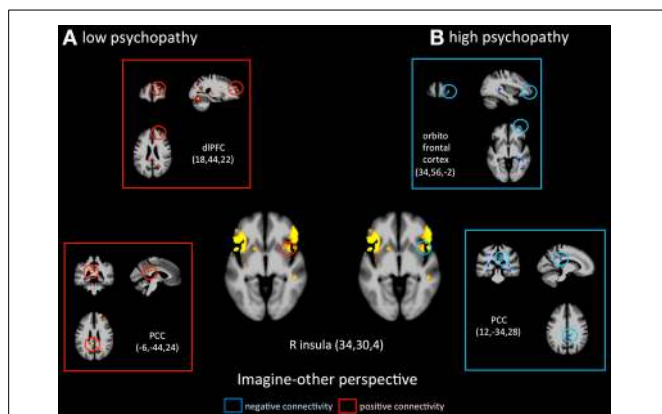 A low psychopathy
B high psychopathy
dlPFC
(18,44,22)
orbito
frontal
cortex
(34,56,-2)
PCC
(-6,-44,24)
R insula (34,30,4)
PCC
(12,-34,28)
Imagine-other perspective
negative connectivity
positive connectivity